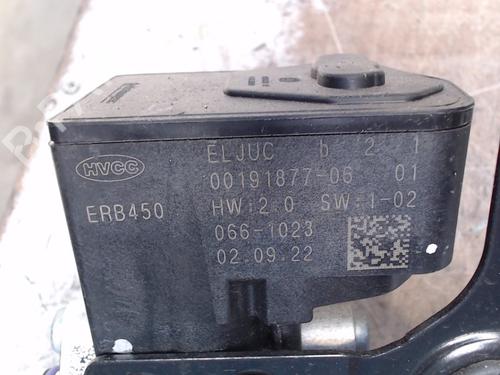 HVCC
ERB450
ELJUC b 2 1
00191877-06 01
HW:2.0 SW:1-02
066-1023
02.09.22